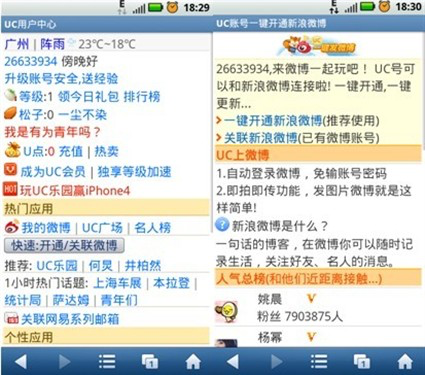 E 18:29
UC用户中心
广州 | 阵雨 23℃~18℃
26633934 傍晚好
升级账号安全,送经验
等级:1 领今日礼包 排行榜
松子:0 一尘不染
我是有为青年吗?
U点:0 充值 | 热卖
成为UC会员 | 独享等级加速
HOT 玩UC乐园赢iPhone4
热门应用
我的微博 | UC广场 | 名人榜
快速:开通/关联微博
推荐: UC乐园 | 何炅 | 井柏然
1小时热门话题: 上海车展 | 本拉登 | 统计局 | 萨达姆 | 青年们
关联网易系列邮箱
个性应用
1
E 18:30
UC账号一键开通新浪微博
一键发微博
26633934,来微博一起玩吧！ UC号可
以和新浪微博连接啦! 一键开通,一键
更新...
›一键开通新浪微博(推荐使用)
›关联新浪微博(已有微博账号)
UC上微博
1.自动登录微博，免输账号密码
2.即拍即传功能，发图片微博就是这
样简单!
新浪微博是什么？
一句话的博客，在微博你可以随时记
录生活，关注好友、名人的消息。
人气总榜(和他们近距离接触...)
姚晨 V
粉丝 7903875人
杨幂 V
1